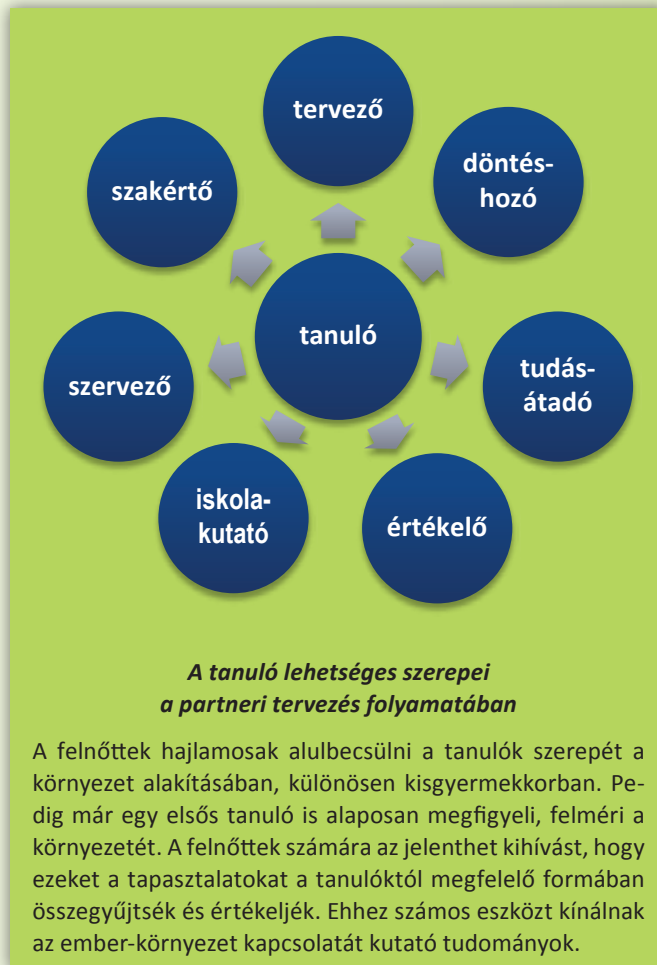 tervező
döntés-
hozó
szakértő
tanuló
tudás-
átadó
szervező
iskola-
kutató
értékelő
A tanuló lehetséges szerepei
a partneri tervezés folyamatában
A felnőttek hajlamosak alulbecsülni a tanulók szerepét a
környezet alakításában, különösen kisgyermekkorban. Pe-
dig már egy elsős tanuló is alaposan megfigyeli, felméri a
környezetét. A felnőttek számára az jelenthet kihívást, hogy
ezeket a tapasztalatokat a tanulóktól megfelelő formában
összegyűjtsék és értékeljék. Ehhez számos eszközt kínálnak
az ember-környezet kapcsolatát kutató tudományok.